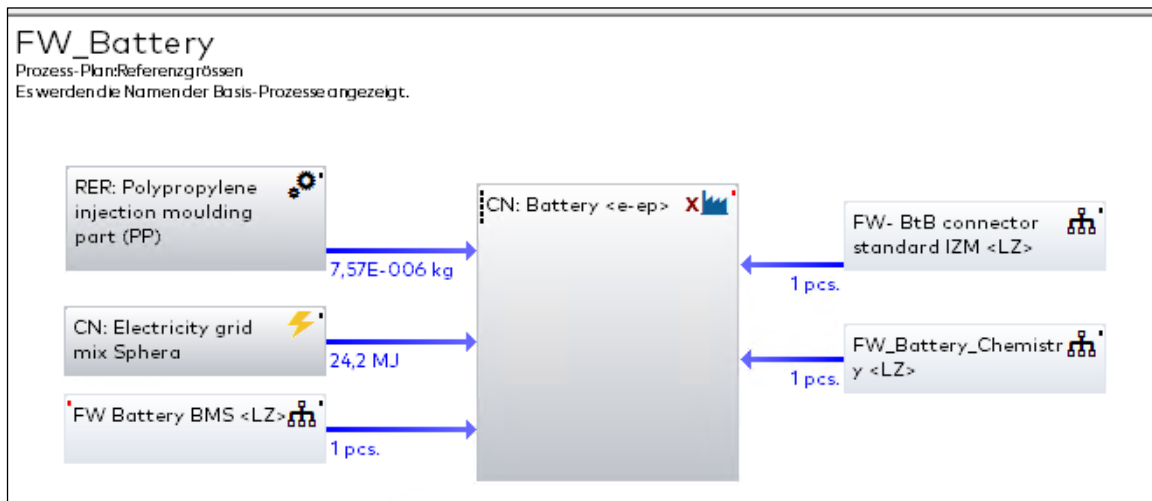 FW_Battery
Prozess-Plan:Referenzgrössen
Es werden die Namen der Basis-Prozesse angezeigt.
RER: Polypropylene
injection moulding
part (PP)
7,57E-006 kg
CN: Electricity grid
mix Sphera
24,2 MJ
FW Battery BMS <LZ>
1 pcs.
CN: Battery <e-ep>
X
FW- BtB connector
standard IZM <LZ>
1 pcs.
FW_Battery_Chemistr
y <LZ>
1 pcs.